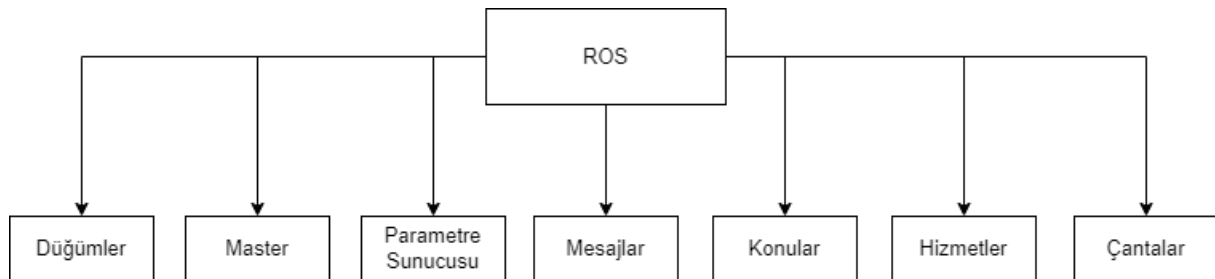 ROS
Düğümler
Master
Parametre
Sunucusu
Mesajlar
Konular
Hizmetler
Çantalar